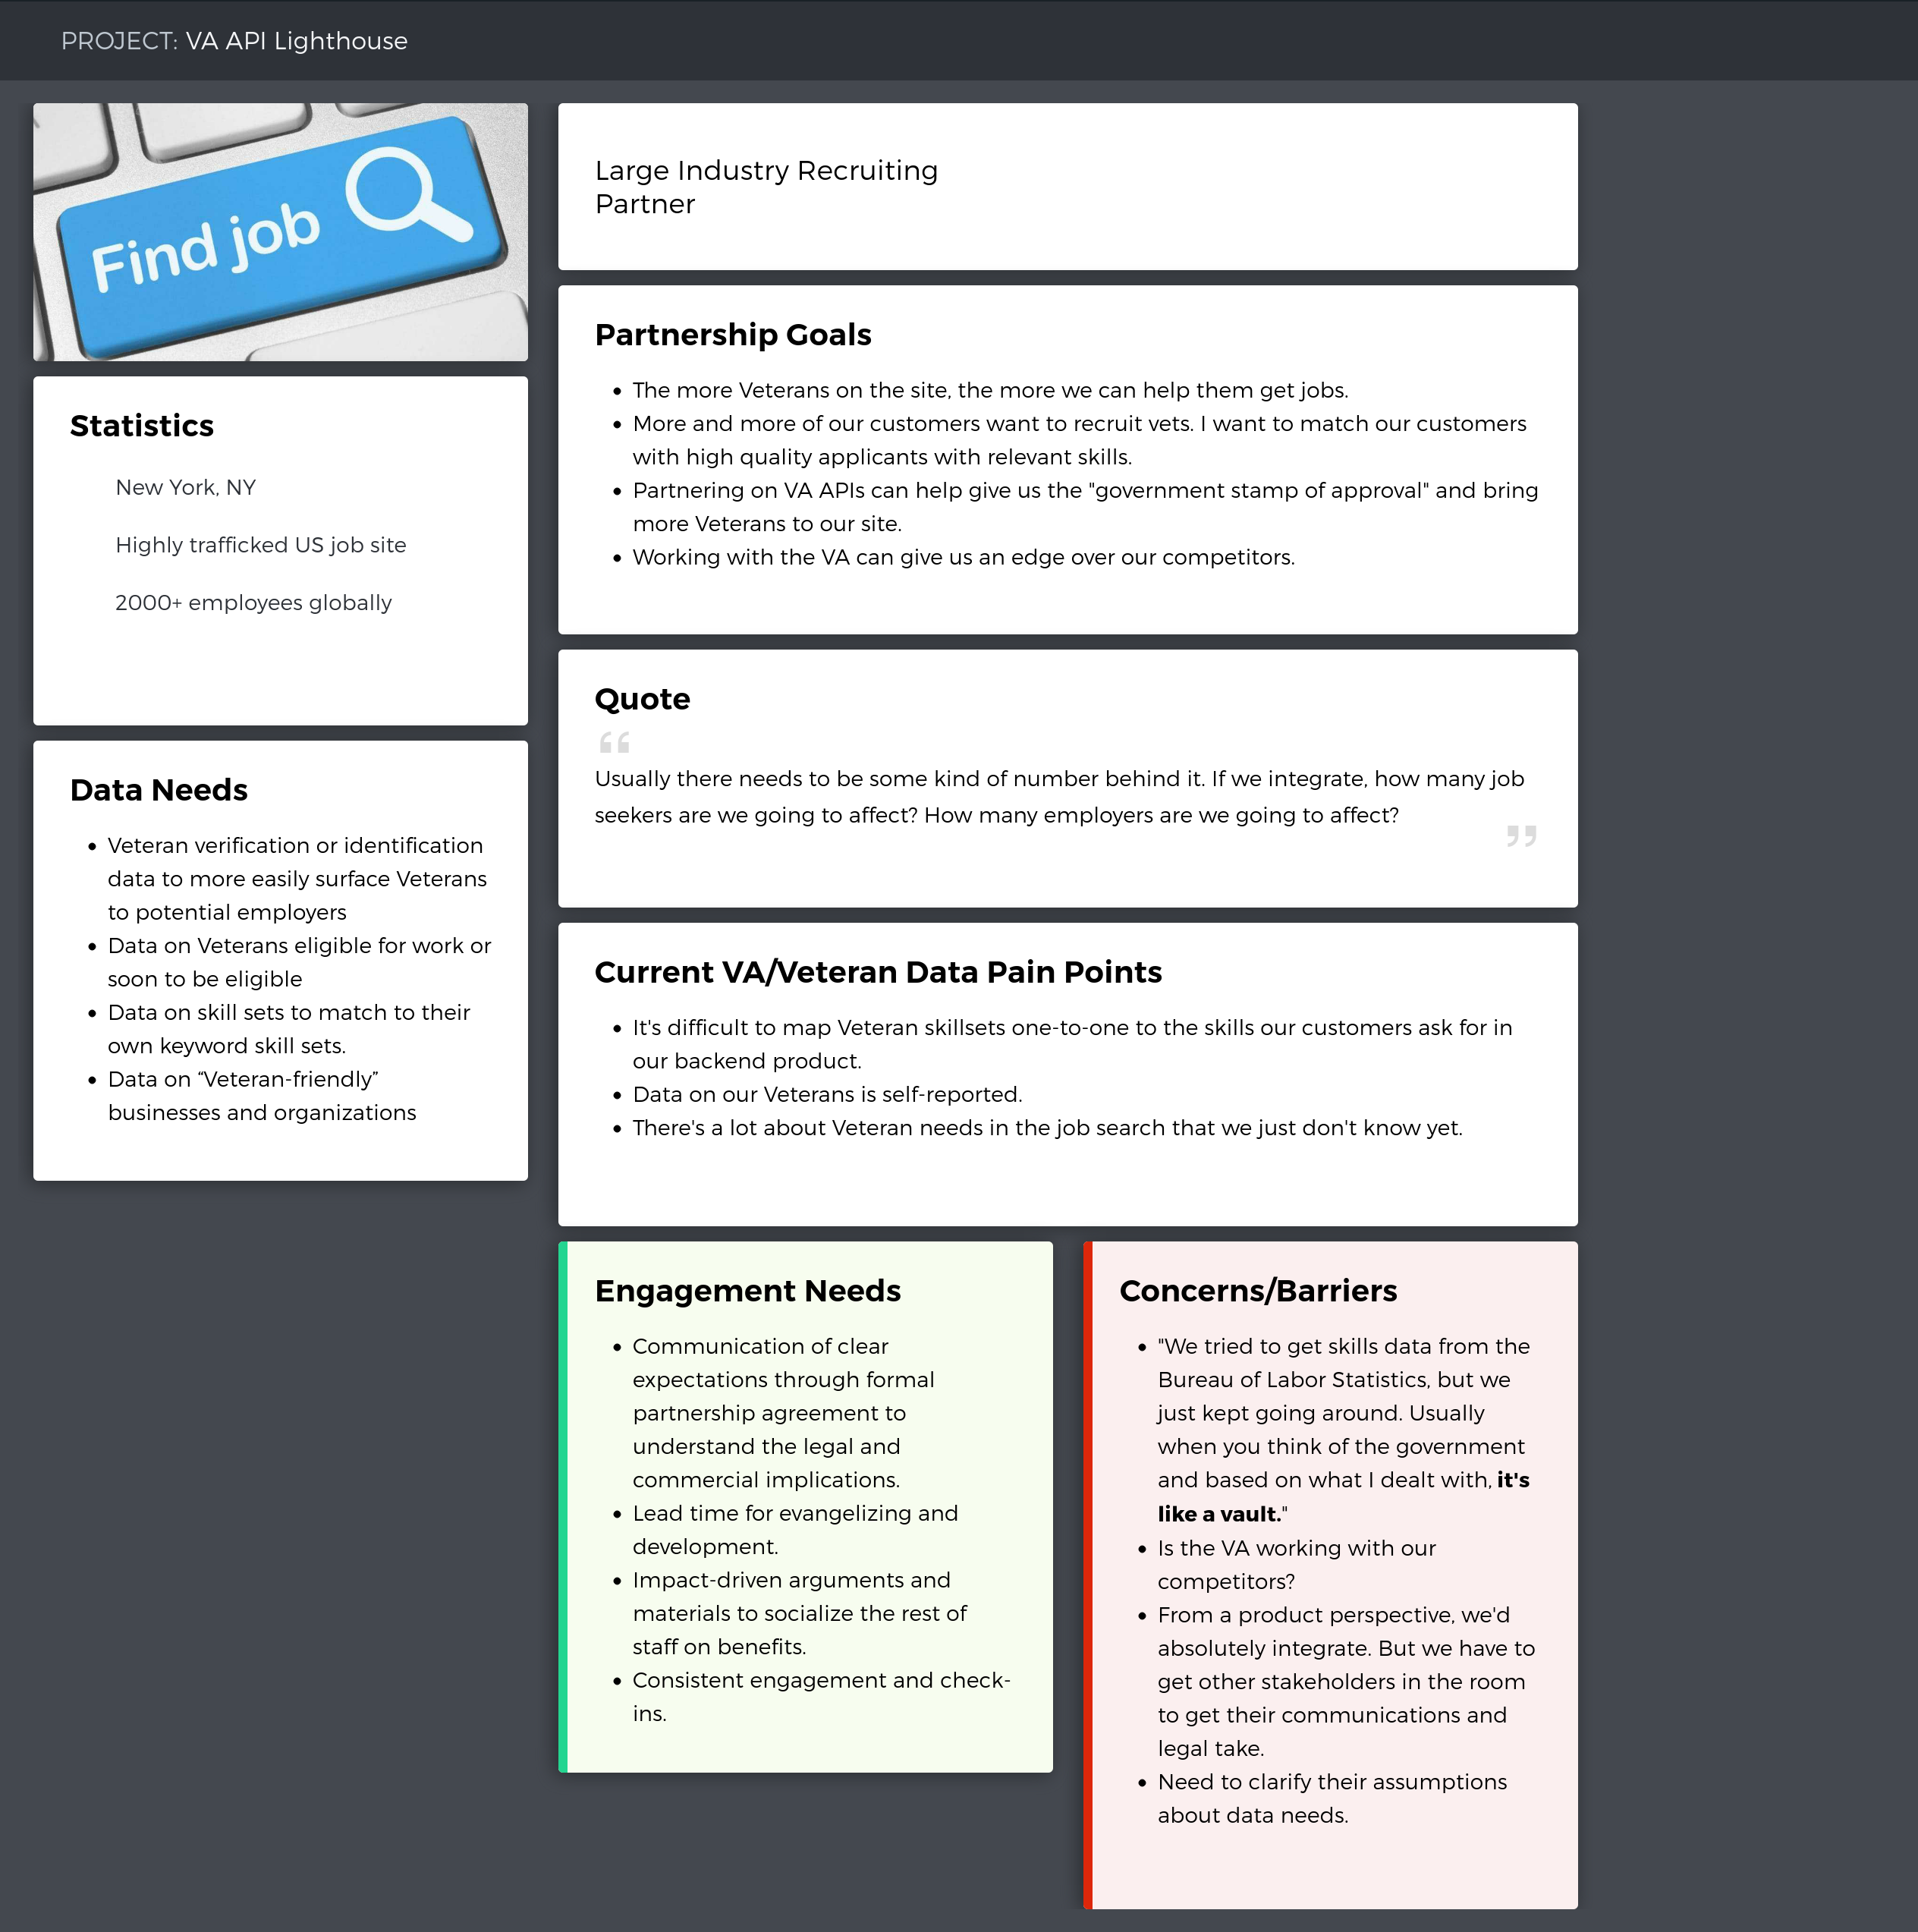 PROJECT: VA API Lighthouse
Find job
Statistics
New York, NY
Highly trafficked US job site
2000+ employees globally
Data Needs
• Veteran verification or identification
data to more easily surface Veterans
to potential employers
• Data on Veterans eligible for work or
soon to be eligible
• Data on skill sets to match to their
own keyword skill sets.
• Data on “Veteran-friendly”
businesses and organizations
Large Industry Recruiting
Partner
Partnership Goals
• The more Veterans on the site, the more we can help them get jobs.
• More and more of our customers want to recruit vets. I want to match our customers
with high quality applicants with relevant skills.
• Partnering on VA APIs can help give us the "government stamp of approval" and bring
more Veterans to our site.
• Working with the VA can give us an edge over our competitors.
Quote
“
Usually there needs to be some kind of number behind it. If we integrate, how many job
seekers are we going to affect? How many employers are we going to affect?
”
Current VA/Veteran Data Pain Points
• It's difficult to map Veteran skillsets one-to-one to the skills our customers ask for in
our backend product.
• Data on our Veterans is self-reported.
• There's a lot about Veteran needs in the job search that we just don't know yet.
Engagement Needs
• Communication of clear
expectations through formal
partnership agreement to
understand the legal and
commercial implications.
• Lead time for evangelizing and
development.
• Impact-driven arguments and
materials to socialize the rest of
staff on benefits.
• Consistent engagement and check-
ins.
Concerns/Barriers
• "We tried to get skills data from the
Bureau of Labor Statistics, but we
just kept going around. Usually
when you think of the government
and based on what I dealt with, it's
like a vault."
• Is the VA working with our
competitors?
• From a product perspective, we'd
absolutely integrate. But we have to
get other stakeholders in the room
to get their communications and
legal take.
• Need to clarify their assumptions
about data needs.